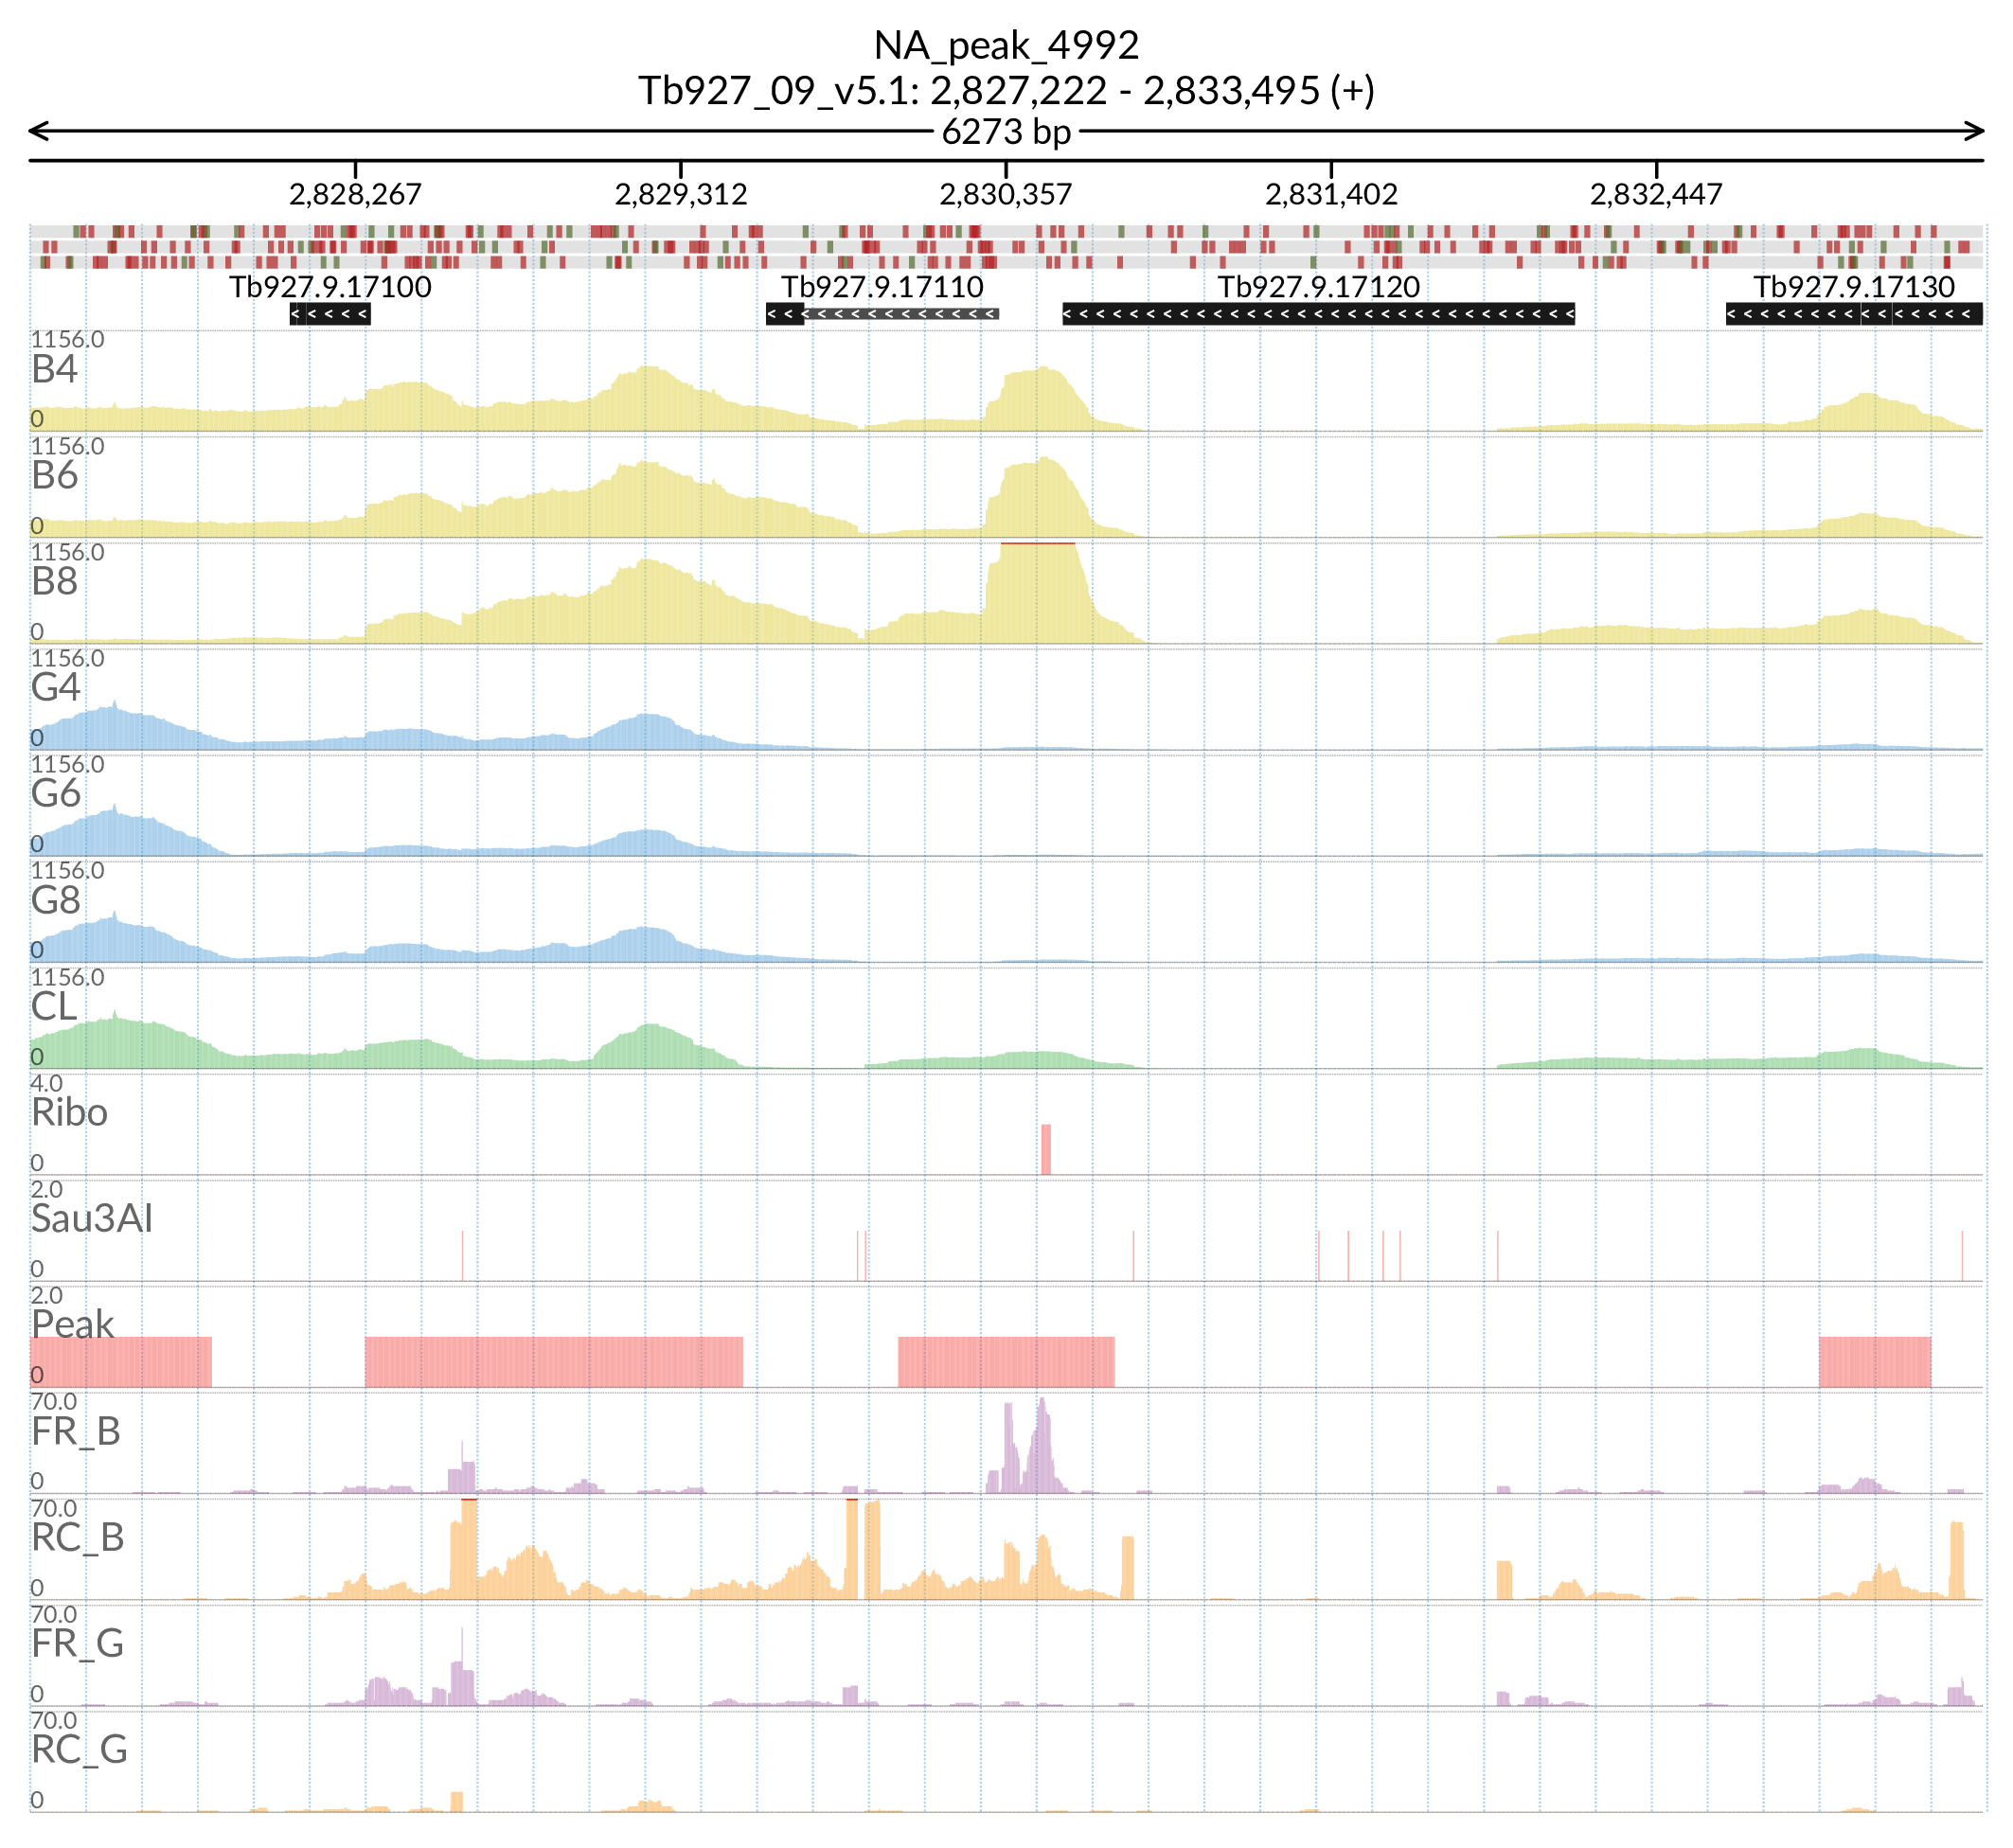 NA_peak_4992
Tb927_09_v5.1: 2,827,222 - 2,833,495 (+)
6273 bp
2,828,267 2,829,312 2,830,357 2,831,402 2,832,447
Tb927.9.17100 Tb927.9.17110 Tb927.9.17120 Tb927.9.17130
1156.0
B4
0
1156.0
B6
0
1156.0
B8
0
1156.0
G4
0
1156.0
G6
0
1156.0
G8
0
1156.0
CL
0
4.0
Ribo
0
2.0
Sau3AI
0
2.0
Peak
0
70.0
FR_B
0
70.0
RC_B
0
70.0
FR_G
0
70.0
RC_G
0